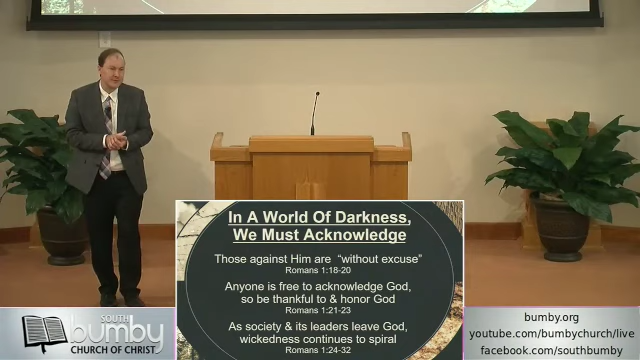 In A World Of Darkness,
We Must Acknowledge
Those against Him are “without excuse”
Romans 1:18-20
Anyone is free to acknowledge God,
so be thankful to & honor God
Romans 1:21-23
As society & its leaders leave God,
wickedness continues to spiral
Romans 1:24-32
SOUTH
bumby
CHURCH OF CHRIST
bumby.org
youtube.com/bumbychurch/live
facebook.com/southbumby